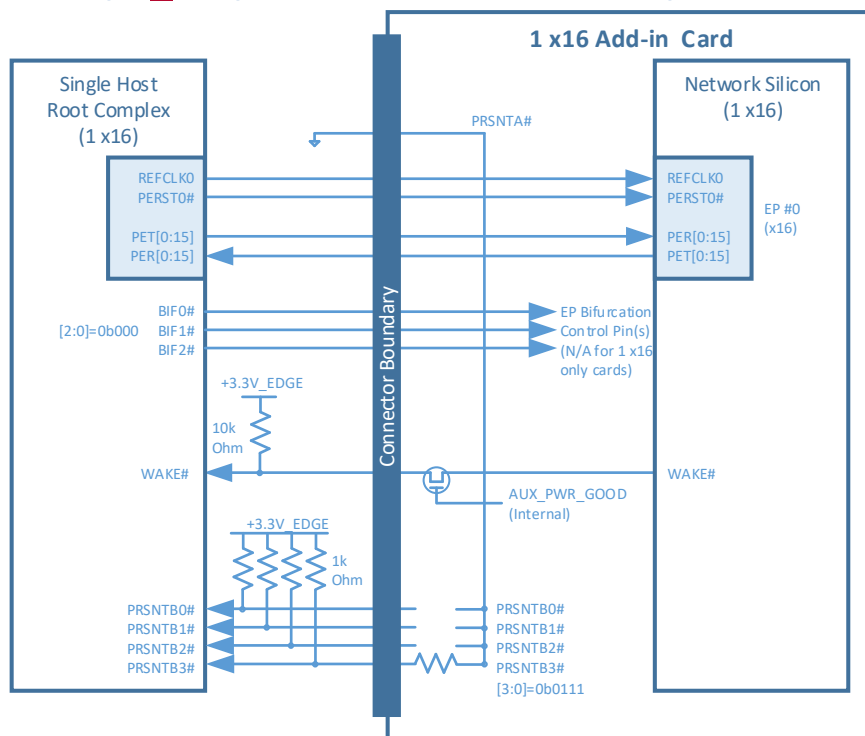 1 x16 Add-in Card
Single Host
Root Complex
(1 x16)
Network Silicon
(1 x16)
PRSNTA#
REFCLK0
PERST0#
PET[0:15]
PER[0:15]
REFCLK0
PERST0#
PER[0:15]
PET[0:15]
EP #0
(x16)
BIF0#
BIF1#
BIF2#
[2:0]=0b000
EP Bifurcation
Control Pin(s)
(N/A for 1 x16
only cards)
Connector Boundary
+3.3V_EDGE
10k
Ohm
WAKE#
WAKE#
AUX_PWR_GOOD
(Internal)
+3.3V_EDGE
1k
Ohm
PRSNTB0#
PRSNTB1#
PRSNTB2#
PRSNTB3#
PRSNTB0#
PRSNTB1#
PRSNTB2#
PRSNTB3#
[3:0]=0b0111